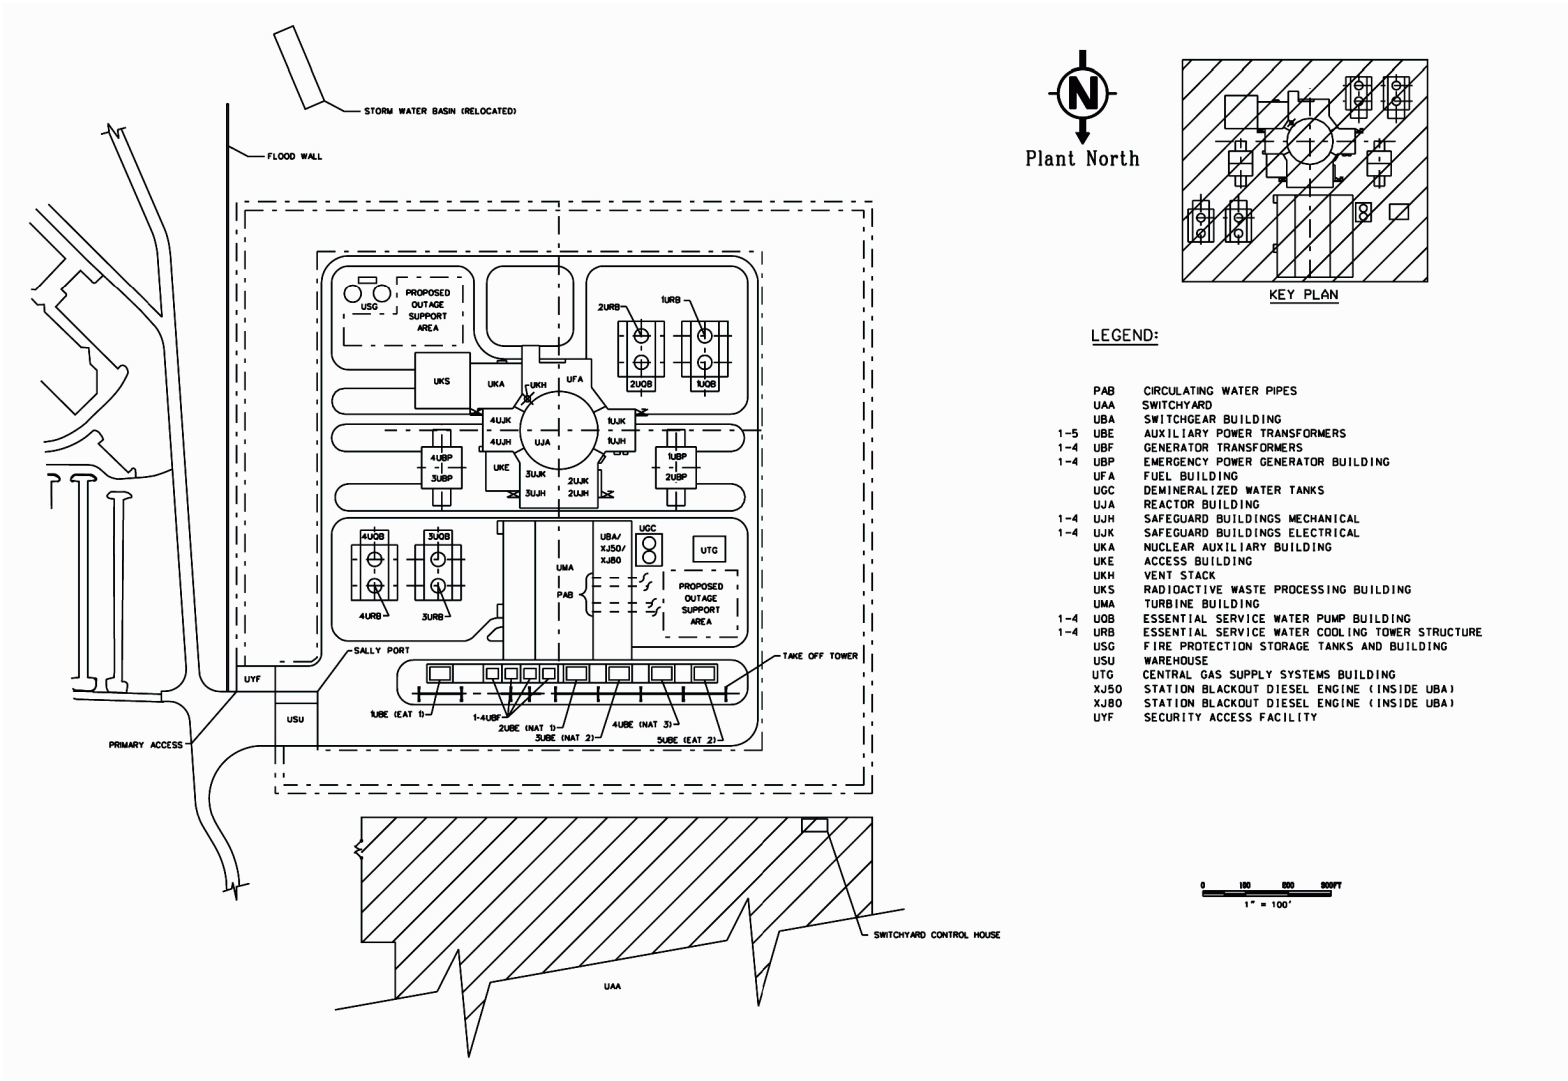 STORM WATER BASIN (RELOCATED)
FLOOD WALL
N
Plant North
KEY PLAN
PROPOSED
OUTAGE
SUPPORT
AREA
USG
2URB
1URB
2UQB
1UQB
UKS
UKA
UKH
UFA
4UJK
1UJK
4UJH
UJA
1UJH
4UBP
3UBP
UKE
3UJK
2UJK
3UJH
2UJH
1UBP
2UBP
4UQB
3UQB
4URB
3URB
UBA/
XJ50/
XJ80
UMA
PAB
UGC
UTG
PROPOSED
OUTAGE
SUPPORT
AREA
SALLY PORT
TAKE OFF TOWER
UYF
USU
PRIMARY ACCESS
1UBE (EAT 1)
1-4UBF
2UBE (NAT 1)
3UBE (NAT 2)
4UBE (NAT 3)
5UBE (EAT 2)
SWITCHYARD CONTROL HOUSE
UAA
LEGEND:
PAB CIRCULATING WATER PIPES
UAA SWITCHYARD
UBA SWITCHGEAR BUILDING
1-5 UBE AUXILIARY POWER TRANSFORMERS
1-4 UBF GENERATOR TRANSFORMERS
1-4 UBP EMERGENCY POWER GENERATOR BUILDING
UFA FUEL BUILDING
UGC DEMINERALIZED WATER TANKS
UJA REACTOR BUILDING
1-4 UJH SAFEGUARD BUILDINGS MECHANICAL
1-4 UJK SAFEGUARD BUILDINGS ELECTRICAL
UKA NUCLEAR AUXILIARY BUILDING
UKE ACCESS BUILDING
UKH VENT STACK
UKS RADIOACTIVE WASTE PROCESSING BUILDING
UMA TURBINE BUILDING
1-4 UQB ESSENTIAL SERVICE WATER PUMP BUILDING
1-4 URB ESSENTIAL SERVICE WATER COOLING TOWER STRUCTURE
USG FIRE PROTECTION STORAGE TANKS AND BUILDING
USU WAREHOUSE
UTG CENTRAL GAS SUPPLY SYSTEMS BUILDING
XJ50 STATION BLACKOUT DIESEL ENGINE (INSIDE UBA)
XJ80 STATION BLACKOUT DIESEL ENGINE (INSIDE UBA)
UYF SECURITY ACCESS FACILITY
0 100
1" = 100'